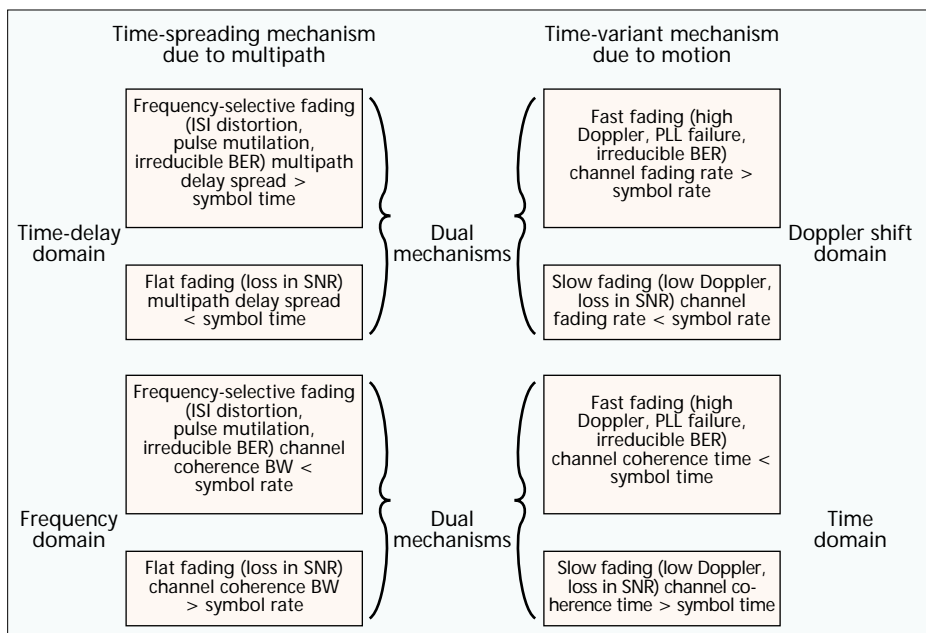 Time-spreading mechanism
due to multipath
Time-variant mechanism
due to motion
Frequency-selective fading
(ISI distortion,
pulse mutilation,
irreducible BER) multipath
delay spread >
symbol time
Fast fading (high
Doppler, PLL failure,
irreducible BER)
channel fading rate >
symbol rate
Time-delay
domain
Dual
mechanisms
Doppler shift
domain
Flat fading (loss in SNR)
multipath delay spread
< symbol time
Slow fading (low Doppler,
loss in SNR) channel
fading rate < symbol rate
Frequency-selective fading
(ISI distortion,
pulse mutilation,
irreducible BER) channel
coherence BW <
symbol rate
Fast fading (high
Doppler, PLL failure,
irreducible BER)
channel coherence time <
symbol time
Frequency
domain
Dual
mechanisms
Time
domain
Flat fading (loss in SNR)
channel coherence BW
> symbol rate
Slow fading (low Doppler,
loss in SNR) channel co-
herence time > symbol time